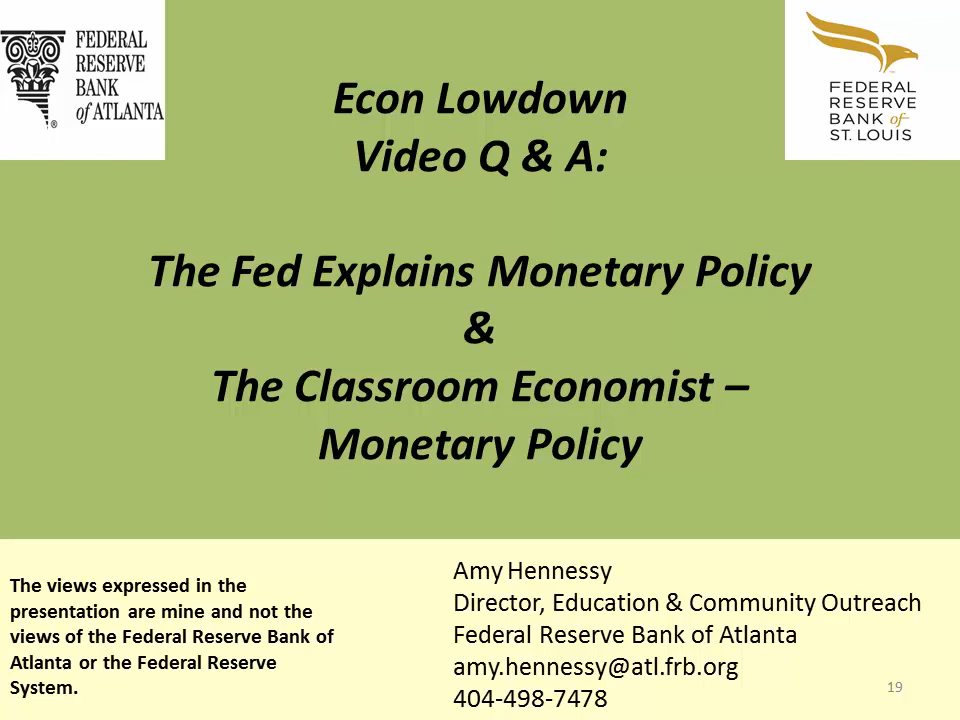 FEDERAL
RESERVE
BANK
of ATLANTA
®
FEDERAL
RESERVE
BANK of
ST. LOUIS
Econ Lowdown
Video Q & A:
The Fed Explains Monetary Policy
&
The Classroom Economist –
Monetary Policy
The views expressed in the
presentation are mine and not the
views of the Federal Reserve Bank of
Atlanta or the Federal Reserve
System.
Amy Hennessy
Director, Education & Community Outreach
Federal Reserve Bank of Atlanta
amy.hennessy@atl.frb.org
404-498-7478
19